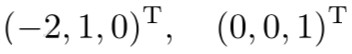 (−2, 1, 0)ᵀ, (0, 0, 1)ᵀ